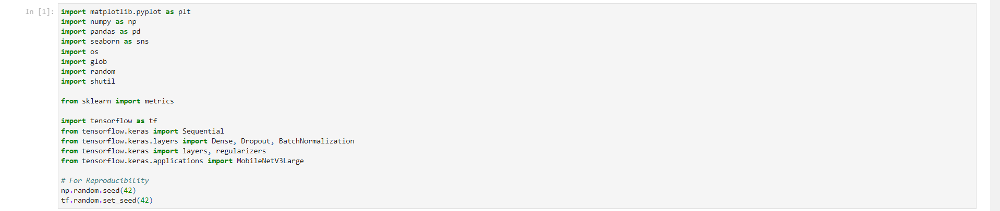 In [1]:
import matplotlib.pyplot as plt
import numpy as np
import pandas as pd
import seaborn as sns
import os
import glob
import random
import shutil
from sklearn import metrics
import tensorflow as tf
from tensorflow.keras import Sequential
from tensorflow.keras.layers import Dense, Dropout, BatchNormalization
from tensorflow.keras import layers, regularizers
from tensorflow.keras.applications import MobileNetV3Large
# For Reproducibility
np.random.seed(42)
tf.random.set_seed(42)